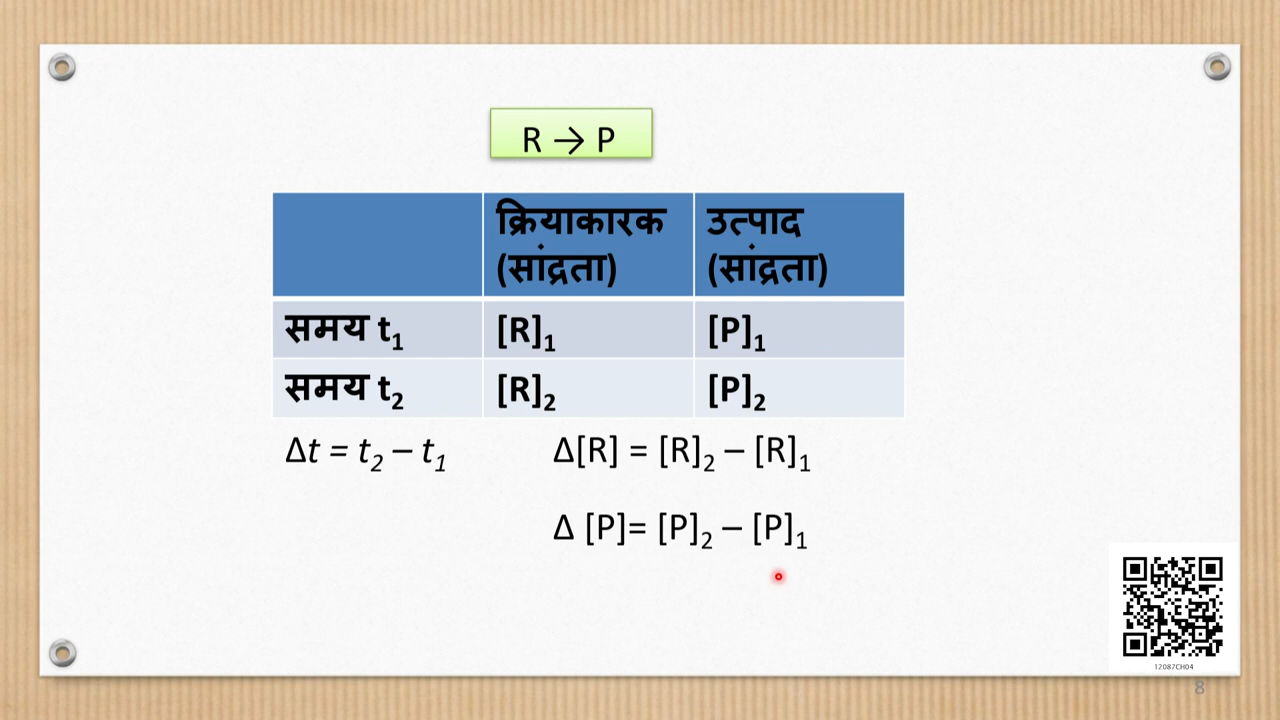 R → P
क्रियाकारक (सांद्रता) उत्पाद (सांद्रता)
समय t₁ [R]₁ [P]₁
समय t₂ [R]₂ [P]₂
Δt = t₂ – t₁ Δ[R] = [R]₂ – [R]₁
Δ [P]= [P]₂ – [P]₁
12087CH04
8